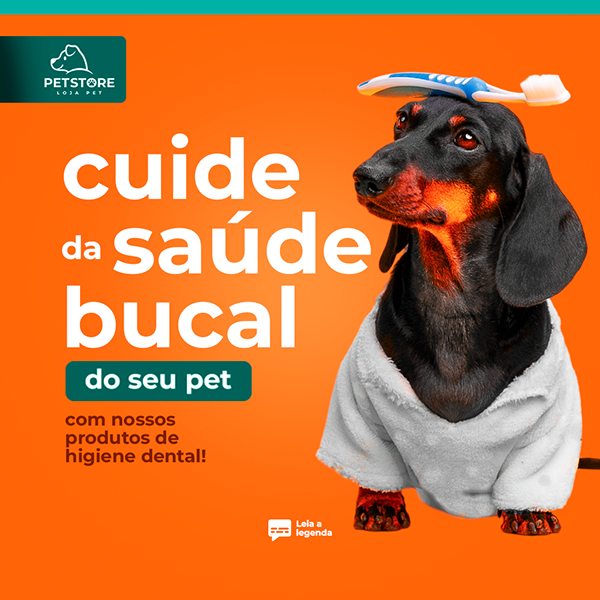 PETSTORE
LOJA PET
cuide
da saúde
bucal
do seu pet
com nossos
produtos de
higiene dental!
Leia a
legenda